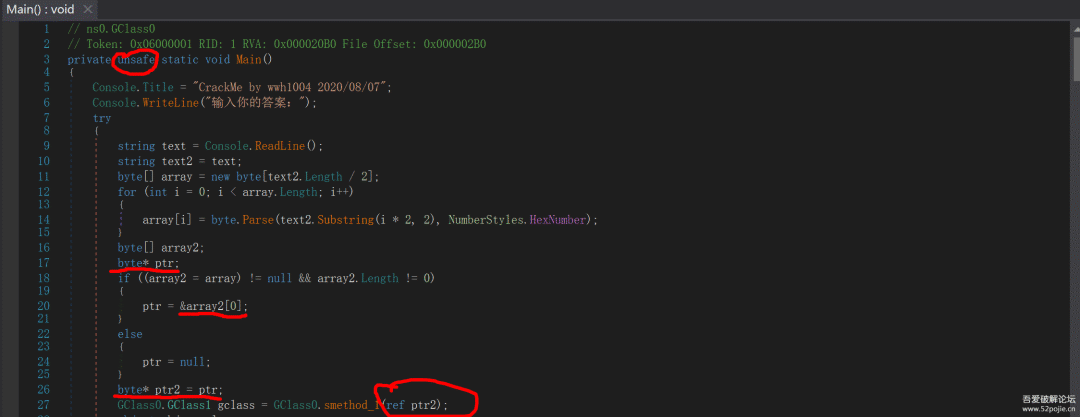 Main() : void ×
1 // ns0.GClass0
2 // Token: 0x06000001 RID: 1 RVA: 0x000020B0 File Offset: 0x000002B0
3 private unsafe static void Main()
4 {
5 Console.Title = "CrackMe by wwh1004 2020/08/07";
6 Console.WriteLine("输入你的答案：");
7 try
8 {
9 string text = Console.ReadLine();
10 string text2 = text;
11 byte[] array = new byte[text2.Length / 2];
12 for (int i = 0; i < array.Length; i++)
13 {
14 array[i] = byte.Parse(text2.Substring(i * 2, 2), NumberStyles.HexNumber);
15 }
16 byte[] array2;
17 byte* ptr;
18 if ((array2 = array) != null && array2.Length != 0)
19 {
20 ptr = &array2[0];
21 }
22 else
23 {
24 ptr = null;
25 }
26 byte* ptr2 = ptr;
27 GClass0.GClass1 gclass = GClass0.smethod_1(ref ptr2);
吾爱破解论坛
www.52pojie.cn